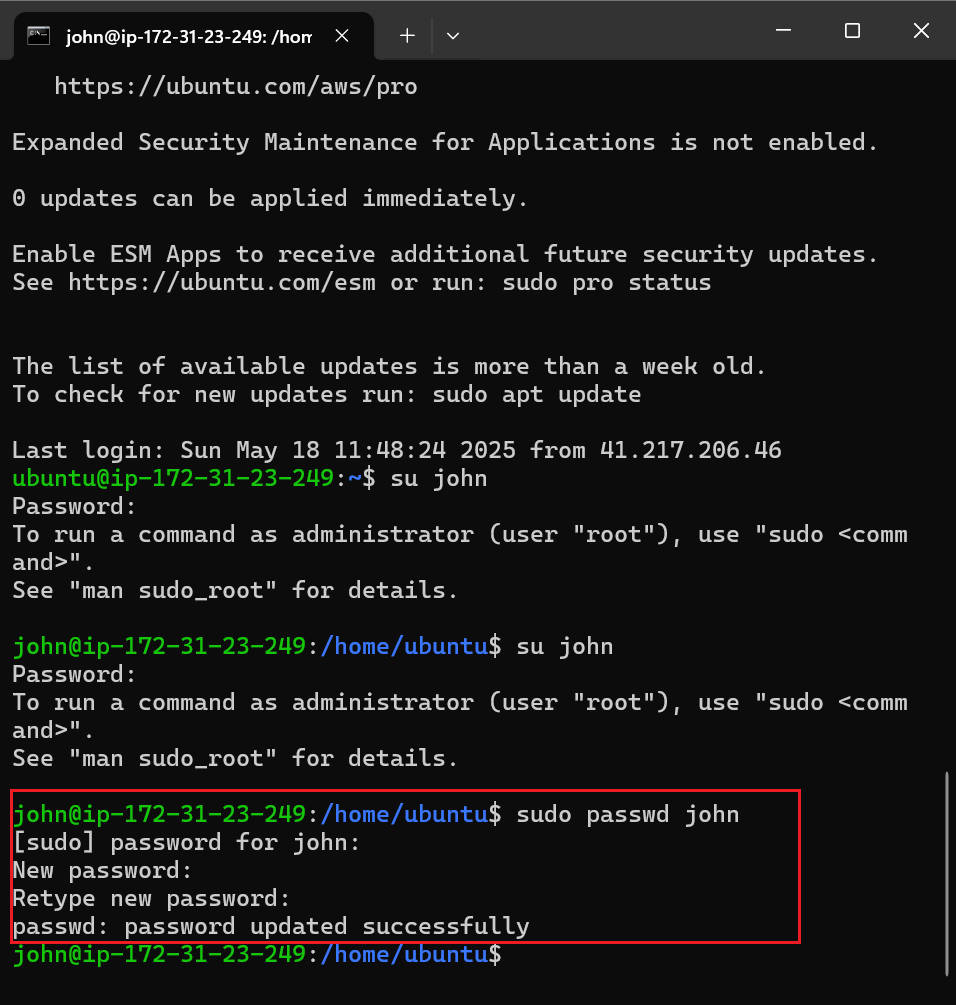 john@ip-172-31-23-249: /hom
https://ubuntu.com/aws/pro
Expanded Security Maintenance for Applications is not enabled.
0 updates can be applied immediately.
Enable ESM Apps to receive additional future security updates.
See https://ubuntu.com/esm or run: sudo pro status
The list of available updates is more than a week old.
To check for new updates run: sudo apt update
Last login: Sun May 18 11:48:24 2025 from 41.217.206.46
ubuntu@ip-172-31-23-249:~$ su john
Password:
To run a command as administrator (user "root"), use "sudo <comm
and>".
See "man sudo_root" for details.
john@ip-172-31-23-249:/home/ubuntu$ su john
Password:
To run a command as administrator (user "root"), use "sudo <comm
and>".
See "man sudo_root" for details.
john@ip-172-31-23-249:/home/ubuntu$ sudo passwd john
[sudo] password for john:
New password:
Retype new password:
passwd: password updated successfully
john@ip-172-31-23-249:/home/ubuntu$